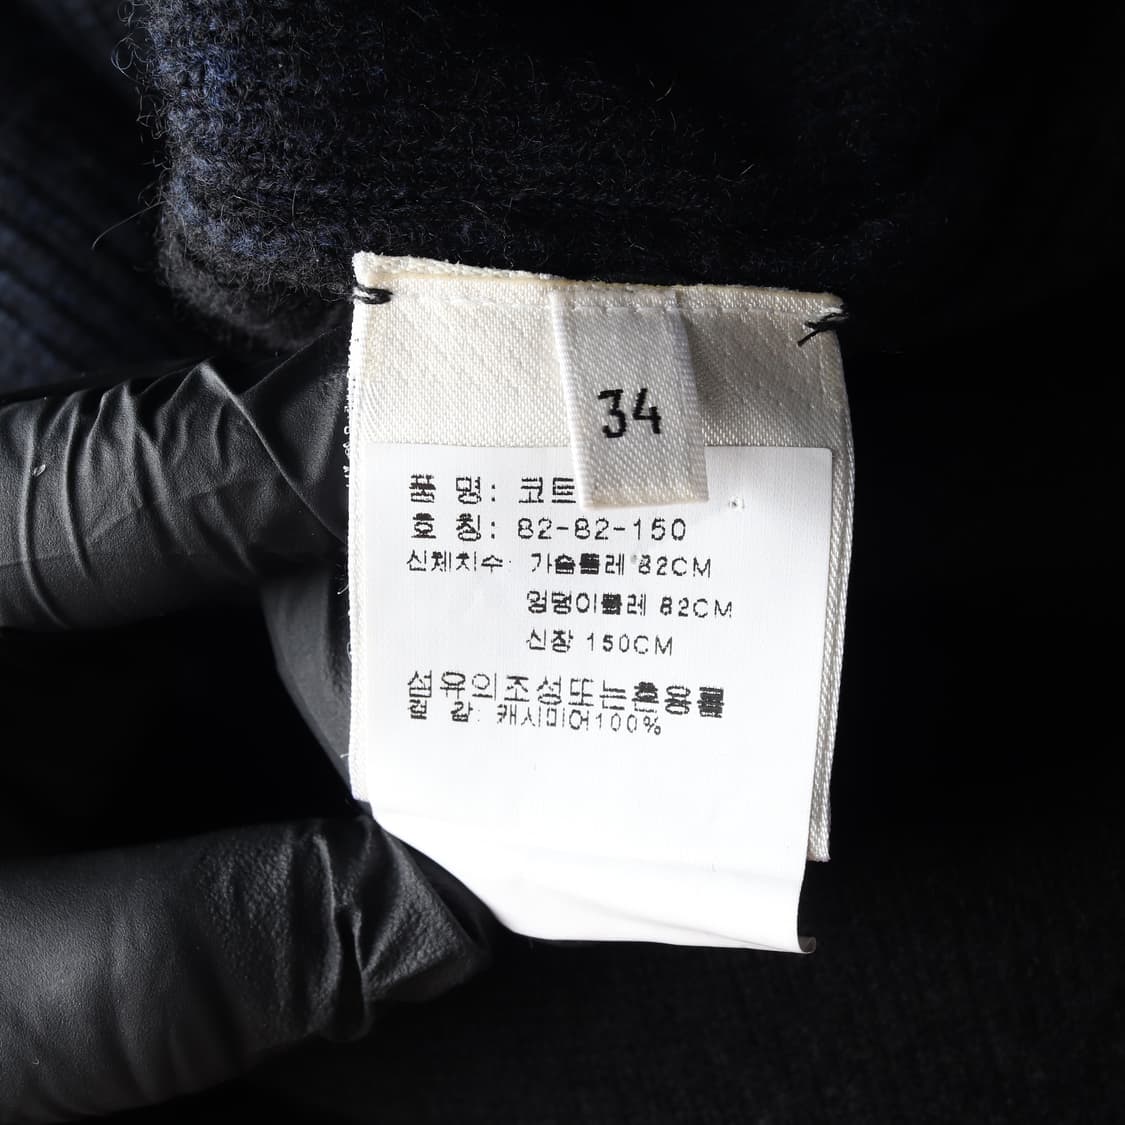 34
품 명: 코트
호 칭: 82-82-150
신체치수: 가슴둘레 82CM
엉덩이둘레 82CM
신장 150CM
섬유의조성또는혼용률
겉 감: 캐시미어100%